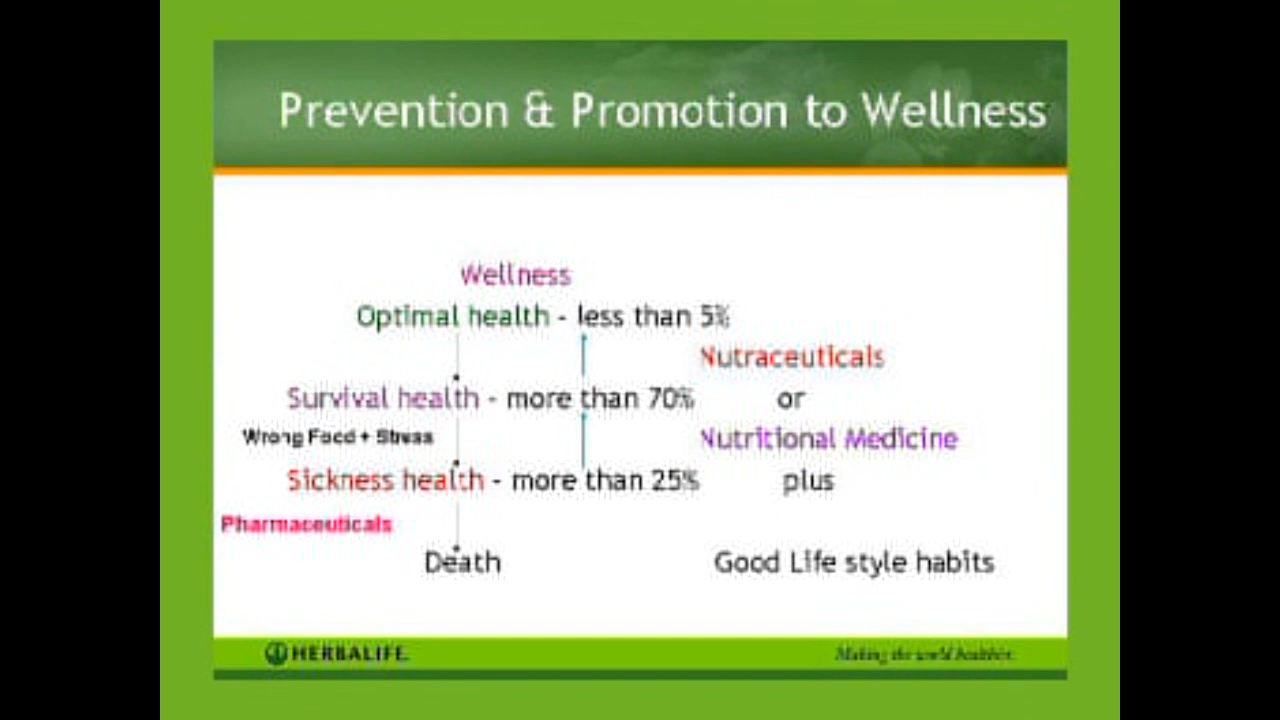 Prevention & Promotion to Wellness
Wellness
Optimal health - less than 5%
Nutraceuticals
Survival health - more than 70%
or
Wrong Food + Stress
Nutritional Medicine
Sickness health - more than 25%
plus
Pharmaceuticals
Death
Good Life style habits
HERBALIFE.
Making the world healthier.